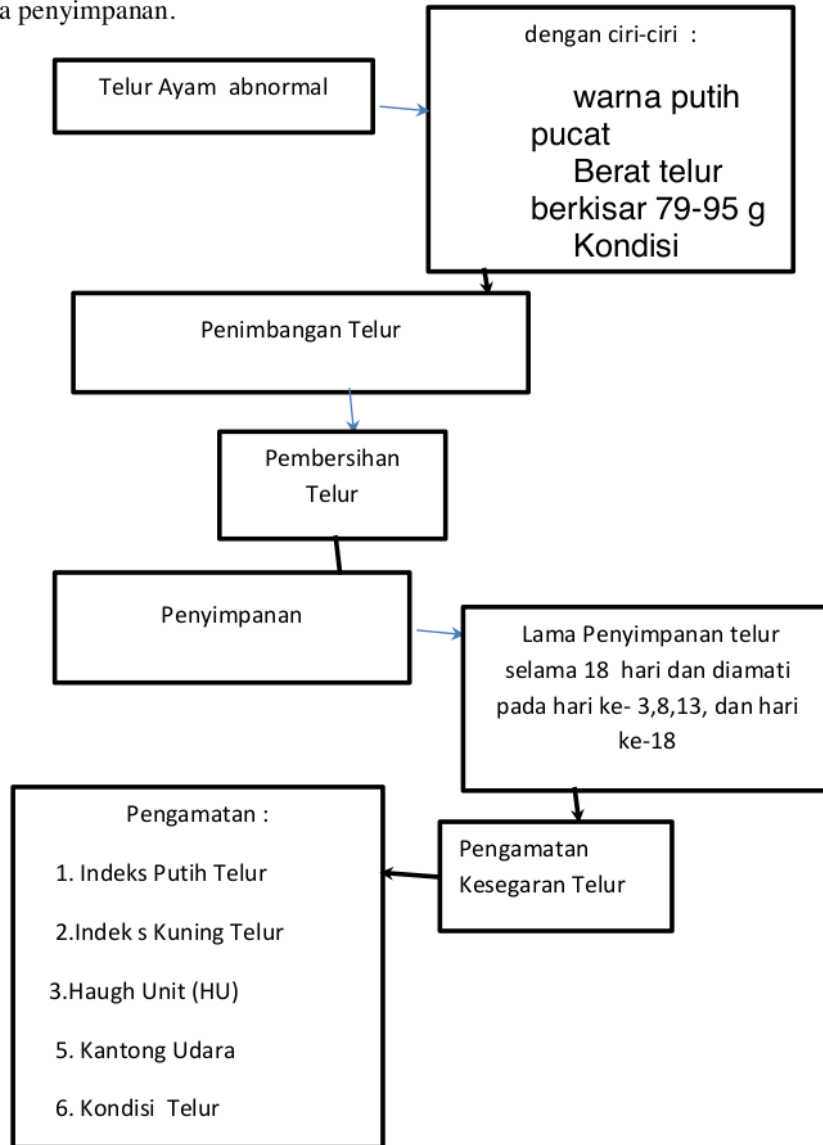 a penyimpanan.
Telur Ayam  abnormal
dengan ciri-ciri  :
warna putih
pucat
Berat telur
berkisar 79-95 g
Kondisi
Penimbangan Telur
Pembersihan
Telur
Penyimpanan
Lama Penyimpanan telur
selama 18  hari dan diamati
pada hari ke- 3,8,13, dan hari
ke-18
Pengamatan
Kesegaran Telur
Pengamatan :
1. Indeks Putih Telur
2.Indek s Kuning Telur
3.Haugh Unit (HU)
5. Kantong Udara
6. Kondisi  Telur